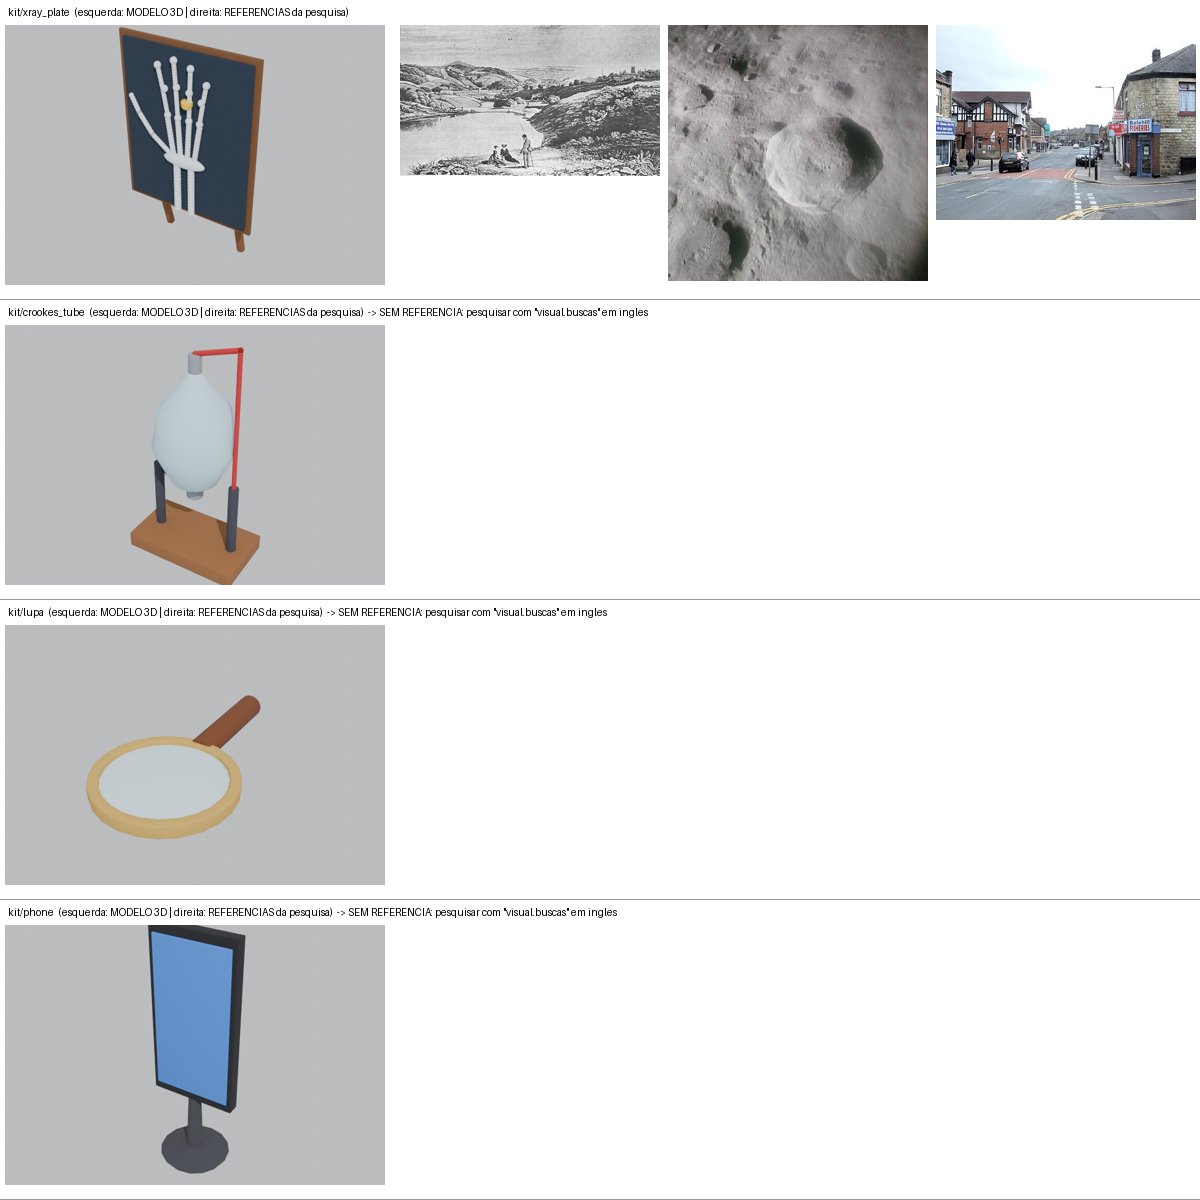 kit/xray_plate (esquerda: MODELO 3D | direita: REFERENCIAS da pesquisa)
FISHERIES
kit/crookes_tube (esquerda: MODELO 3D | direita: REFERENCIAS da pesquisa) -> SEM REFERENCIA: pesquisar com "visual.buscas" em ingles
kit/lupa (esquerda: MODELO 3D | direita: REFERENCIAS da pesquisa) -> SEM REFERENCIA: pesquisar com "visual.buscas" em ingles
kit/phone (esquerda: MODELO 3D | direita: REFERENCIAS da pesquisa) -> SEM REFERENCIA: pesquisar com "visual.buscas" em ingles